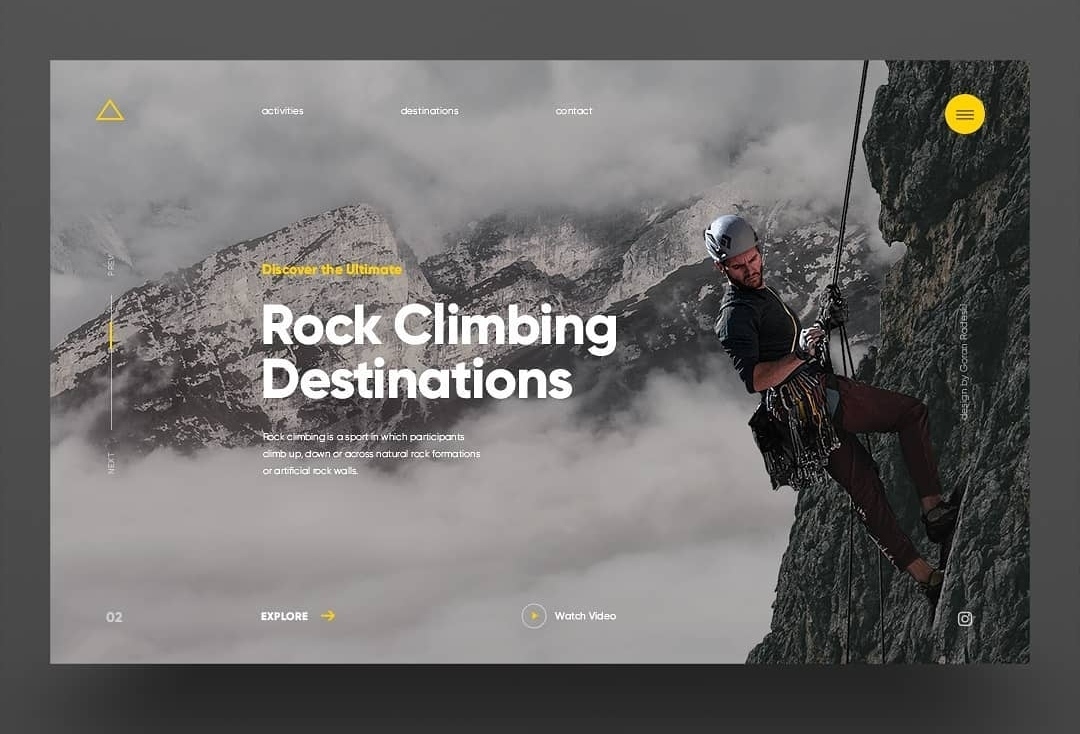 activities
destinations
contact
PREV
Discover the Ultimate
Rock Climbing
Destinations
Rock climbing is a sport in which participants
climb up, down or across natural rock formations
or artificial rock walls.
NEXT
design by Goran Rodessi
02
EXPLORE
Watch Video